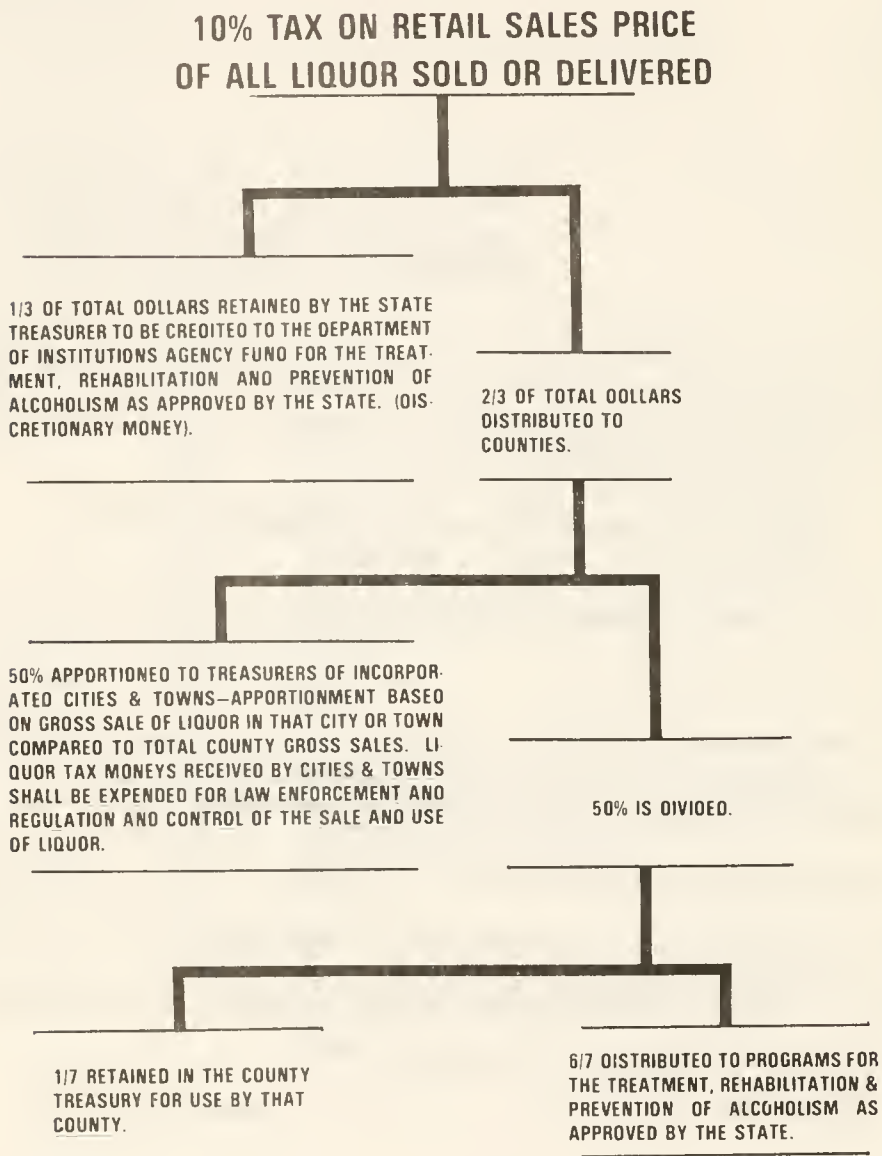 10% TAX ON RETAIL SALES PRICE
OF ALL LIQUOR SOLD OR DELIVERED
1/3 OF TOTAL DOLLARS RETAINED BY THE STATE
TREASURER TO BE CREDITED TO THE DEPARTMENT
OF INSTITUTIONS AGENCY FUND FOR THE TREAT-
MENT, REHABILITATION AND PREVENTION OF
ALCOHOLISM AS APPROVED BY THE STATE. (DIS-
CRETIONARY MONEY).
2/3 OF TOTAL DOLLARS
DISTRIBUTED TO
COUNTIES.
50% APPORTIONED TO TREASURERS OF INCORPOR-
ATED CITIES & TOWNS—APPORTIONMENT BASED
ON GROSS SALE OF LIQUOR IN THAT CITY OR TOWN
COMPARED TO TOTAL COUNTY GROSS SALES. LI-
QUOR TAX MONEYS RECEIVED BY CITIES & TOWNS
SHALL BE EXPENDED FOR LAW ENFORCEMENT AND
REGULATION AND CONTROL OF THE SALE AND USE
OF LIQUOR.
50% IS DIVIDED.
1/7 RETAINED IN THE COUNTY
TREASURY FOR USE BY THAT
COUNTY.
6/7 DISTRIBUTED TO PROGRAMS FOR
THE TREATMENT, REHABILITATION &
PREVENTION OF ALCOHOLISM AS
APPROVED BY THE STATE.